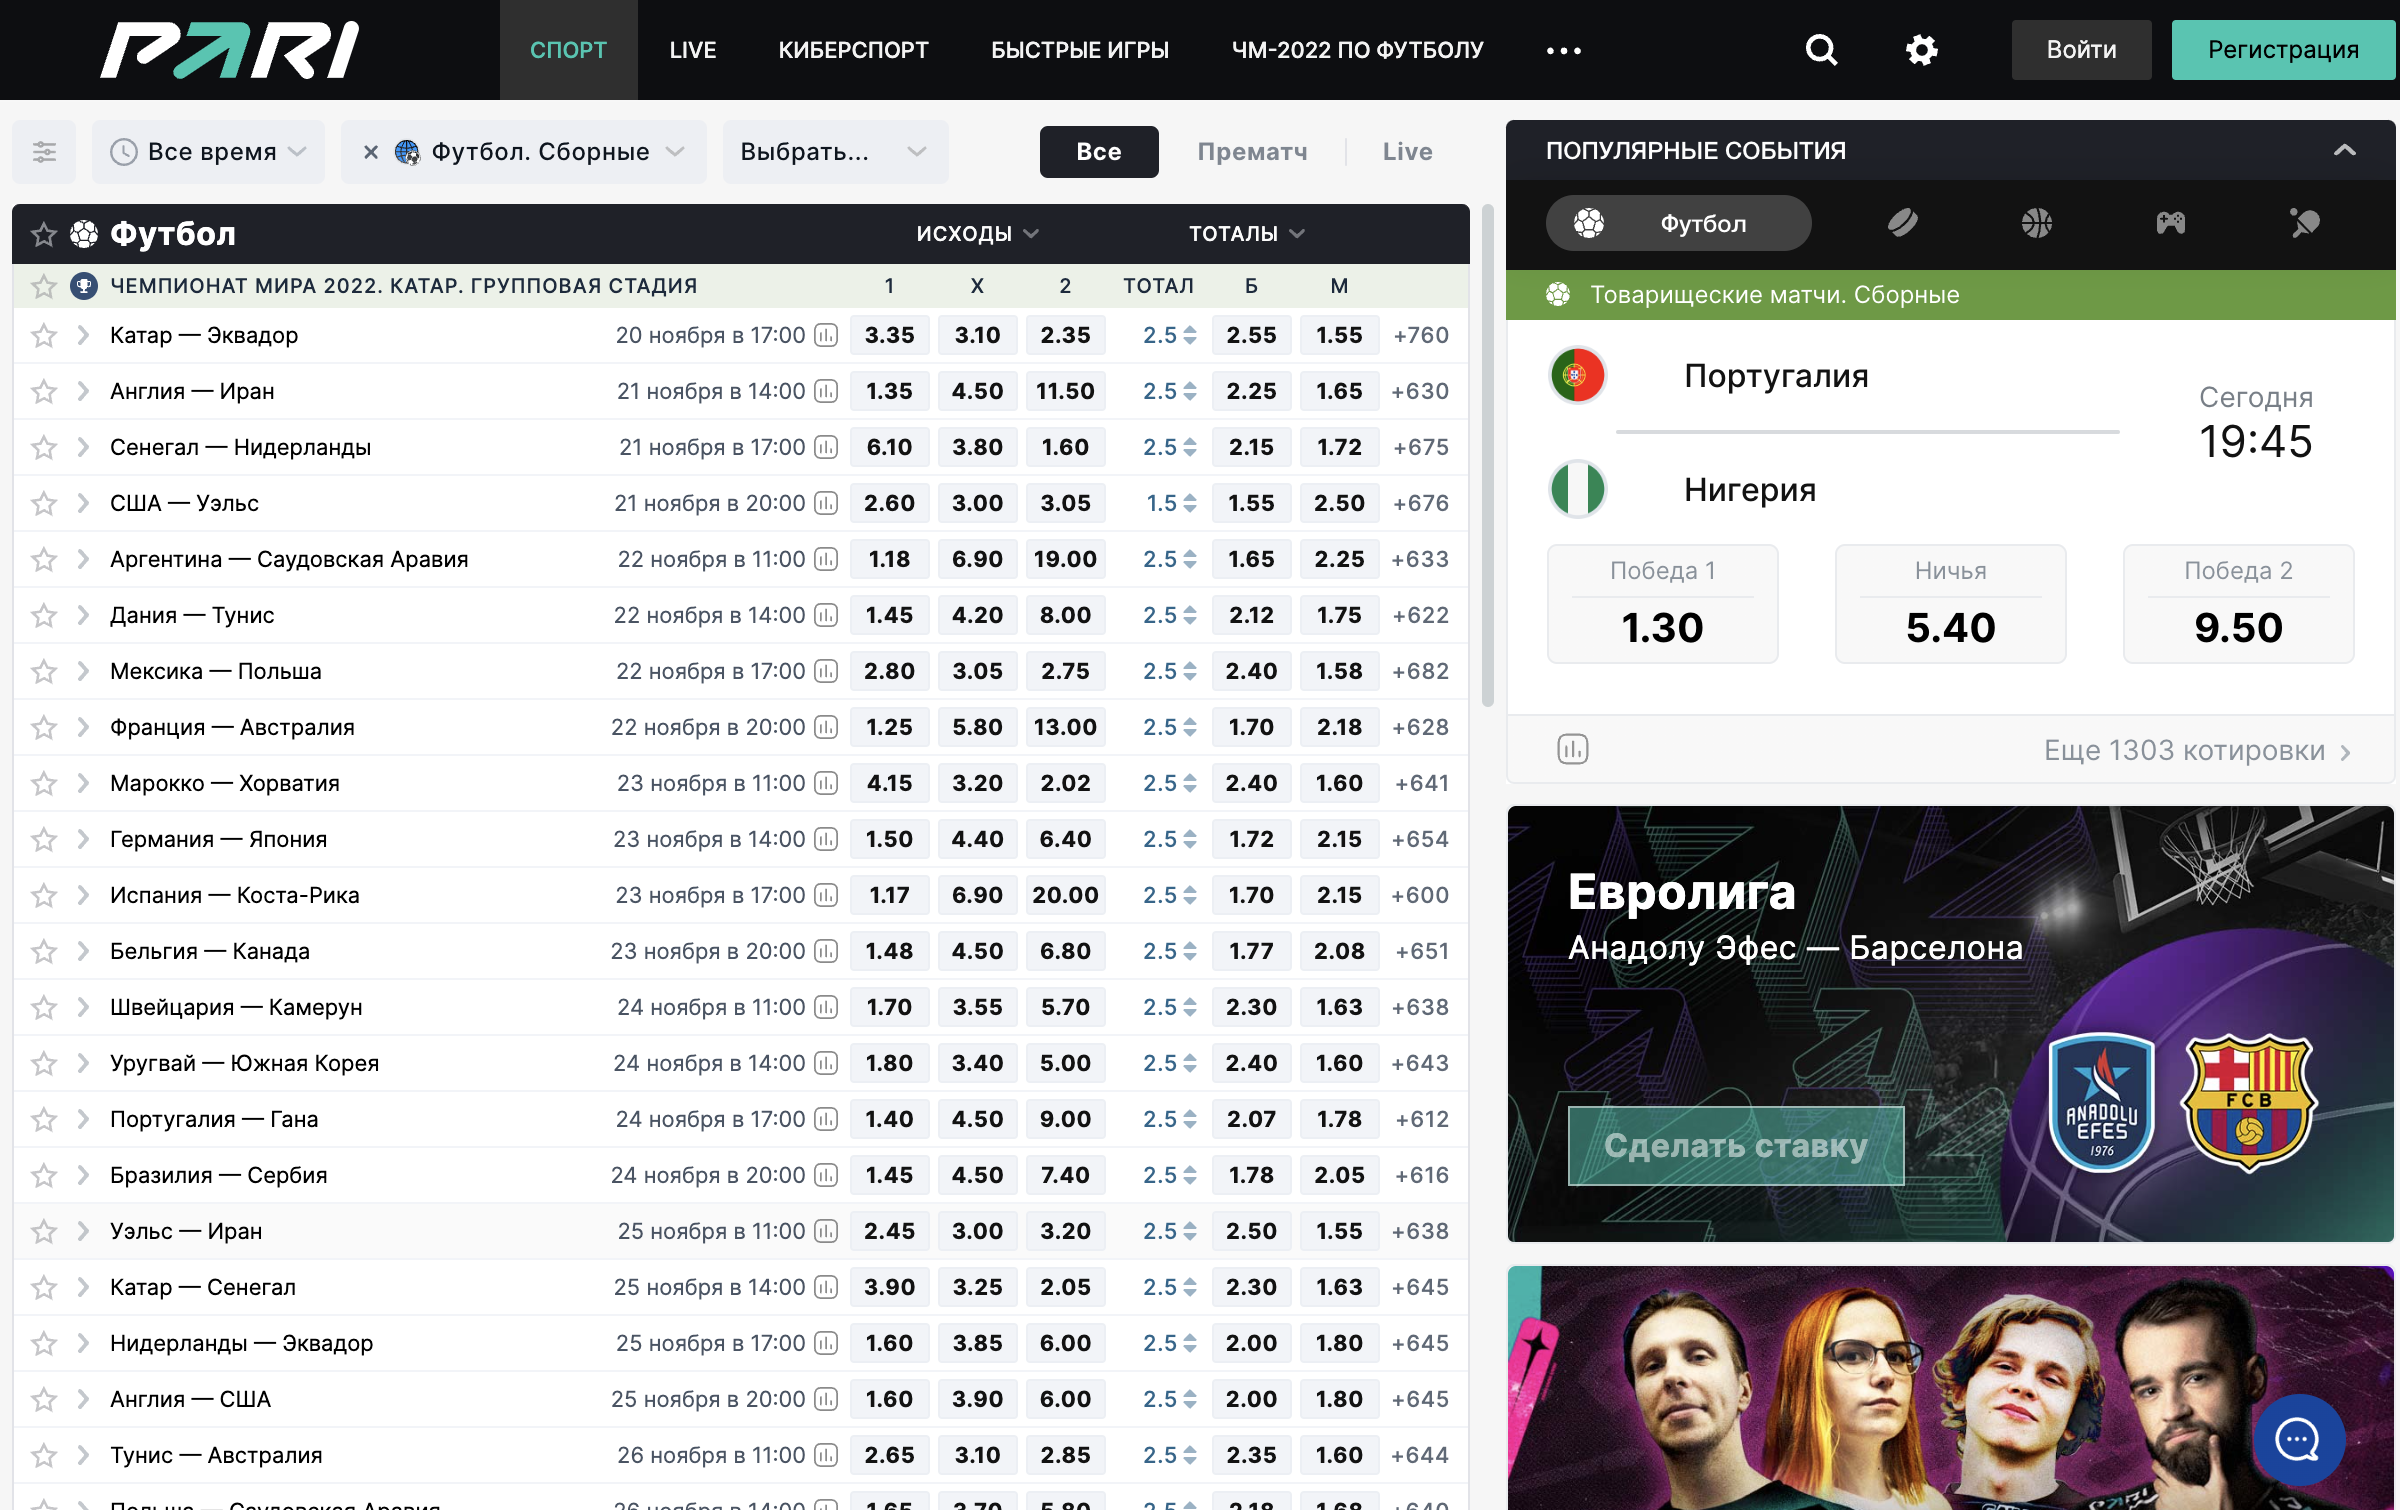 PARI СПОРТ LIVE КИБЕРСПОРТ БЫСТРЫЕ ИГРЫ ЧМ-2022 ПО ФУТБОЛУ ••• Войти Регистрация
Все время × Футбол. Сборные Выбрать... Все Прематч Live
Футбол ИСХОДЫ ТОТАЛЫ
ЧЕМПИОНАТ МИРА 2022. КАТАР. ГРУППОВАЯ СТАДИЯ 1 X 2 ТОТАЛ Б М
Катар — Эквадор 20 ноября в 17:00 3.35 3.10 2.35 2.5 2.55 1.55 +760
Англия — Иран 21 ноября в 14:00 1.35 4.50 11.50 2.5 2.25 1.65 +630
Сенегал — Нидерланды 21 ноября в 17:00 6.10 3.80 1.60 2.5 2.15 1.72 +675
США — Уэльс 21 ноября в 20:00 2.60 3.00 3.05 1.5 1.55 2.50 +676
Аргентина — Саудовская Аравия 22 ноября в 11:00 1.18 6.90 19.00 2.5 1.65 2.25 +633
Дания — Тунис 22 ноября в 14:00 1.45 4.20 8.00 2.5 2.12 1.75 +622
Мексика — Польша 22 ноября в 17:00 2.80 3.05 2.75 2.5 2.40 1.58 +682
Франция — Австралия 22 ноября в 20:00 1.25 5.80 13.00 2.5 1.70 2.18 +628
Марокко — Хорватия 23 ноября в 11:00 4.15 3.20 2.02 2.5 2.40 1.60 +641
Германия — Япония 23 ноября в 14:00 1.50 4.40 6.40 2.5 1.72 2.15 +654
Испания — Коста-Рика 23 ноября в 17:00 1.17 6.90 20.00 2.5 1.70 2.15 +600
Бельгия — Канада 23 ноября в 20:00 1.48 4.50 6.80 2.5 1.77 2.08 +651
Швейцария — Камерун 24 ноября в 11:00 1.70 3.55 5.70 2.5 2.30 1.63 +638
Уругвай — Южная Корея 24 ноября в 14:00 1.80 3.40 5.00 2.5 2.40 1.60 +643
Португалия — Гана 24 ноября в 17:00 1.40 4.50 9.00 2.5 2.07 1.78 +612
Бразилия — Сербия 24 ноября в 20:00 1.45 4.50 7.40 2.5 1.78 2.05 +616
Уэльс — Иран 25 ноября в 11:00 2.45 3.00 3.20 2.5 2.50 1.55 +638
Катар — Сенегал 25 ноября в 14:00 3.90 3.25 2.05 2.5 2.30 1.63 +645
Нидерланды — Эквадор 25 ноября в 17:00 1.60 3.85 6.00 2.5 2.00 1.80 +645
Англия — США 25 ноября в 20:00 1.60 3.90 6.00 2.5 2.00 1.80 +645
Тунис — Австралия 26 ноября в 11:00 2.65 3.10 2.85 2.5 2.35 1.60 +644
Польша — Саудовская Аравия 26 ноября в 14:00 1.65 3.70 5.80 2.5 2.18 1.68 +640
ПОПУЛЯРНЫЕ СОБЫТИЯ
Футбол
Товарищеские матчи. Сборные
Португалия
Сегодня
19:45
Нигерия
Победа 1 Ничья Победа 2
1.30 5.40 9.50
Еще 1303 котировки
Евролига
Анадолу Эфес — Барселона
Сделать ставку
ANADOLU
EFES
1976
FCB
PARI